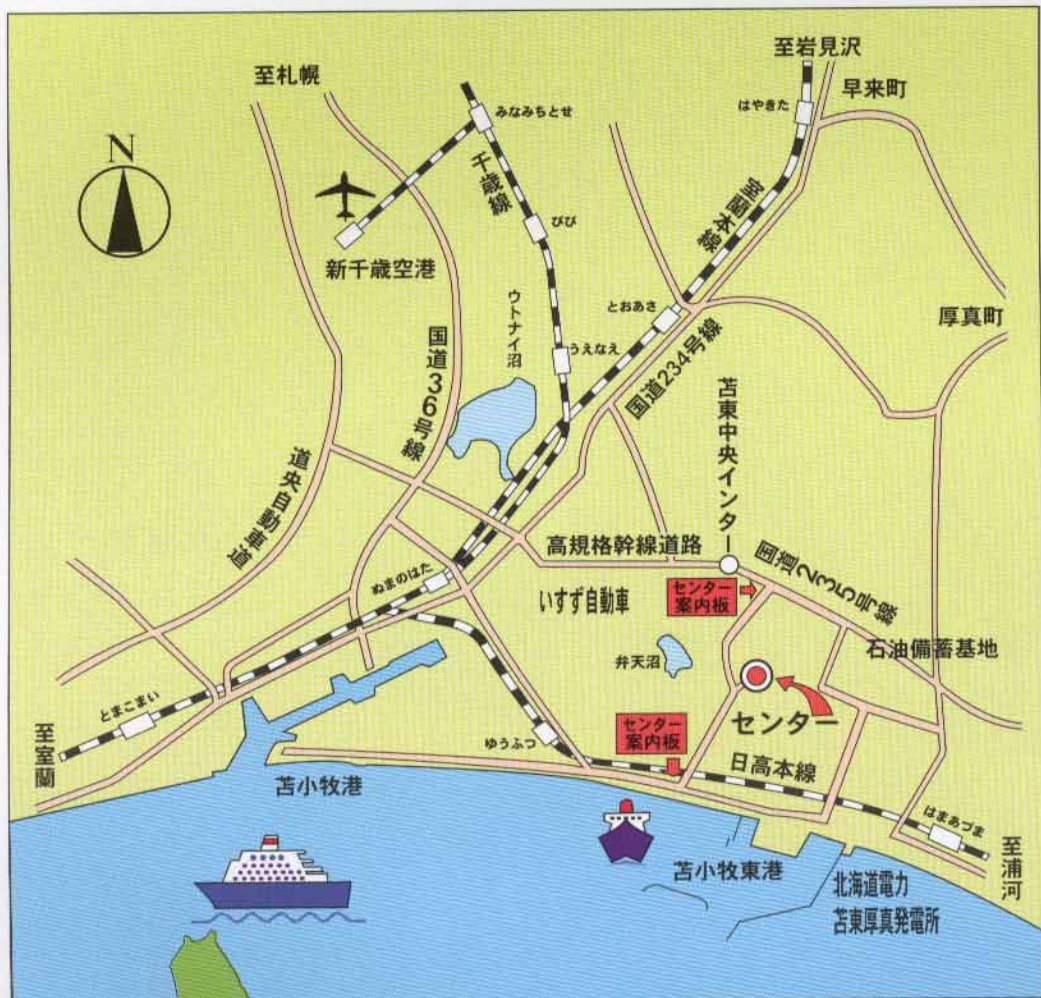 至岩見沢
至札幌
早来町
はやきた
みなみちとせ
N
千歳線
室蘭本線
びび
新千歳空港
とおあさ
厚真町
ウトナイ沼
うえなえ
国道36号線
国道234号線
苫東中央インター
道央自動車道
高規格幹線道路
国道235号線
ぬまのはた
いすず自動車
センター
案内板
石油備蓄基地
弁天沼
とまこまい
センター
センター
案内板
ゆうふつ
日高本線
至室蘭
苫小牧港
はまあづま
至浦河
苫小牧東港
北海道電力
苫東厚真発電所